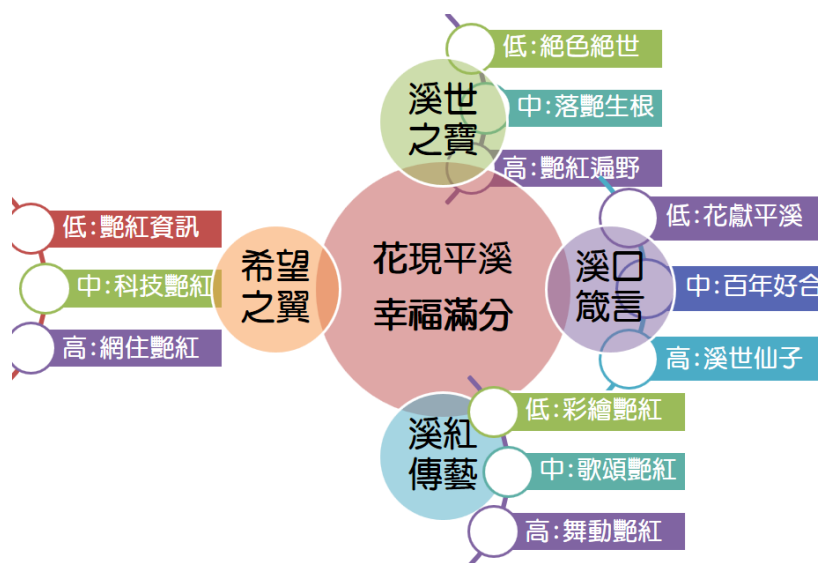 花現平溪
幸福滿分
溪世
之寶
低:絕色絕世
中:落艷生根
高:艷紅遍野
溪口
箴言
低:花獻平溪
中:百年好合
高:溪世仙子
溪紅
傳藝
低:彩繪艷紅
中:歌頌艷紅
高:舞動艷紅
希望
之翼
低:艷紅資訊
中:科技艷紅
高:網住艷紅